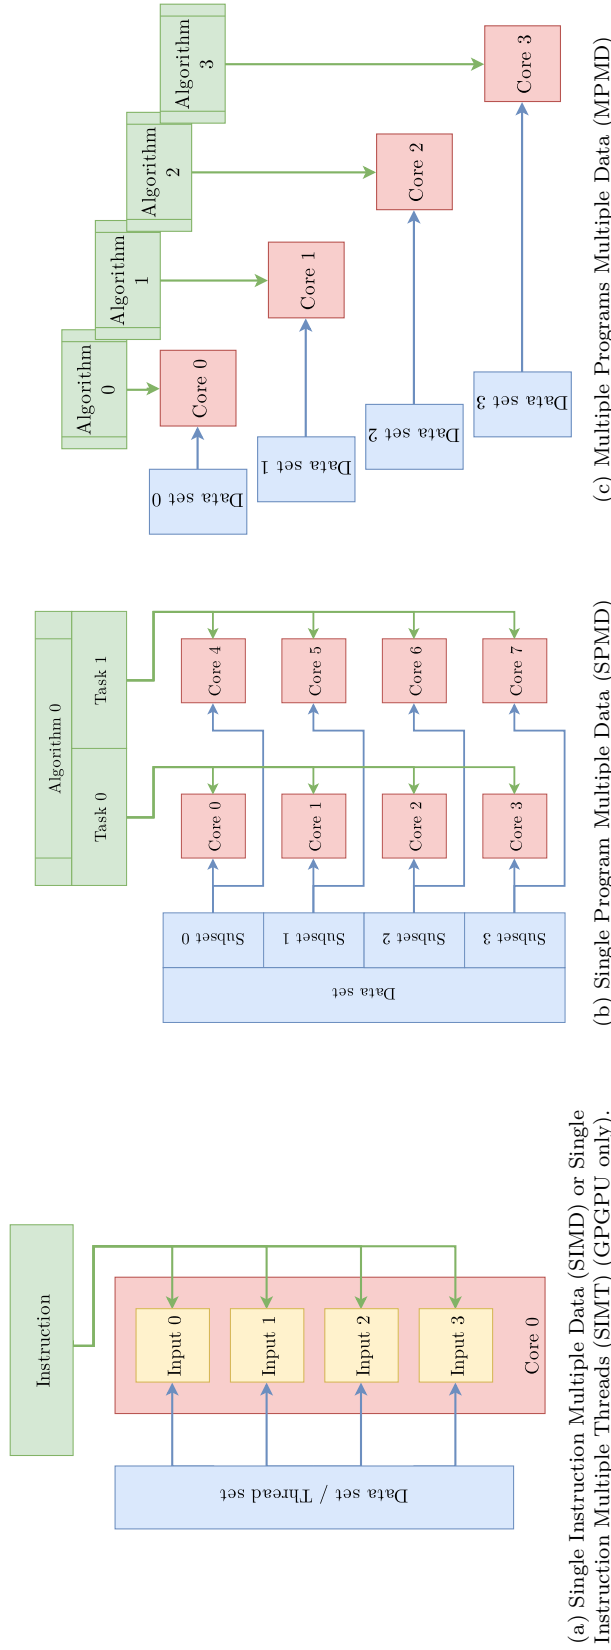 Instruction
Data set / Thread set
Input 0
Input 1
Input 2
Input 3
Core 0
(a) Single Instruction Multiple Data (SIMD) or Single
Instruction Multiple Threads (SIMT) (GPGPU only).
Algorithm 0
Task 0
Task 1
Data set
Subset 0
Subset 1
Subset 2
Subset 3
Core 0
Core 4
Core 1
Core 5
Core 2
Core 6
Core 3
Core 7
(b) Single Program Multiple Data (SPMD)
Algorithm
0
Algorithm
1
Algorithm
2
Algorithm
3
Data set 0
Core 0
Data set 1
Core 1
Data set 2
Core 2
Data set 3
Core 3
(c) Multiple Programs Multiple Data (MPMD)